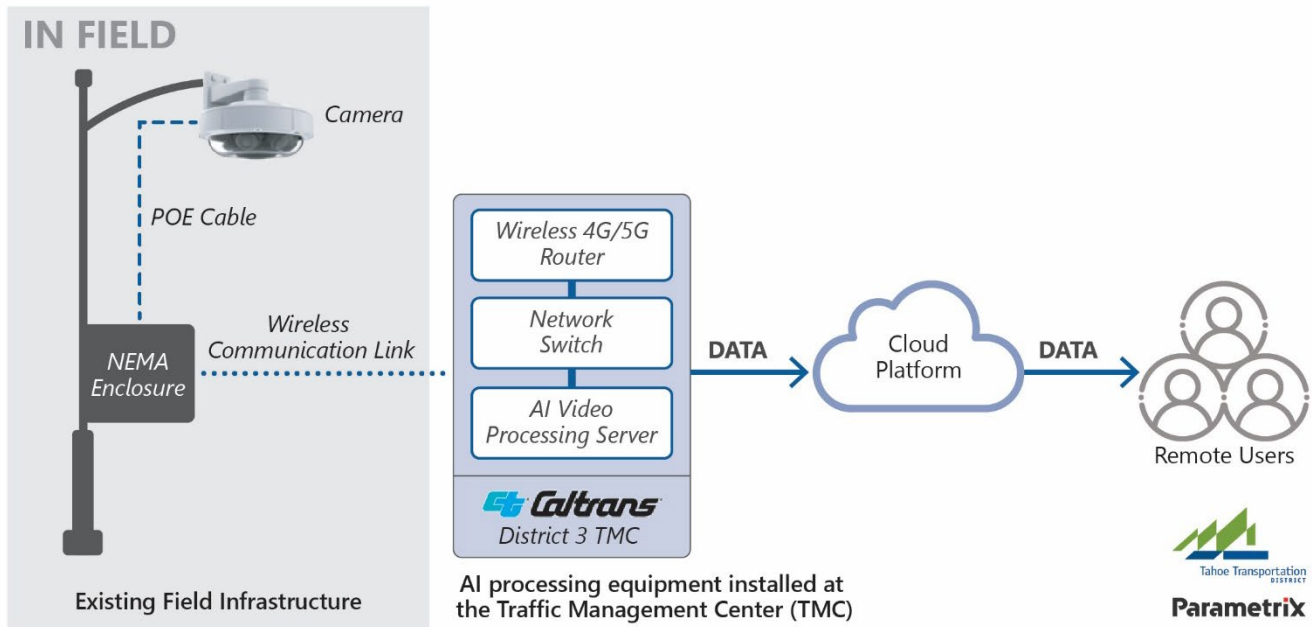 IN FIELD
Camera
POE Cable
NEMA
Enclosure
Wireless
Communication Link
Existing Field Infrastructure
Wireless 4G/5G
Router
Network
Switch
AI Video
Processing Server
ct Caltrans
District 3 TMC
AI processing equipment installed at
the Traffic Management Center (TMC)
DATA
Cloud
Platform
DATA
Remote Users
Tahoe Transportation
DISTRICT
Parametrix